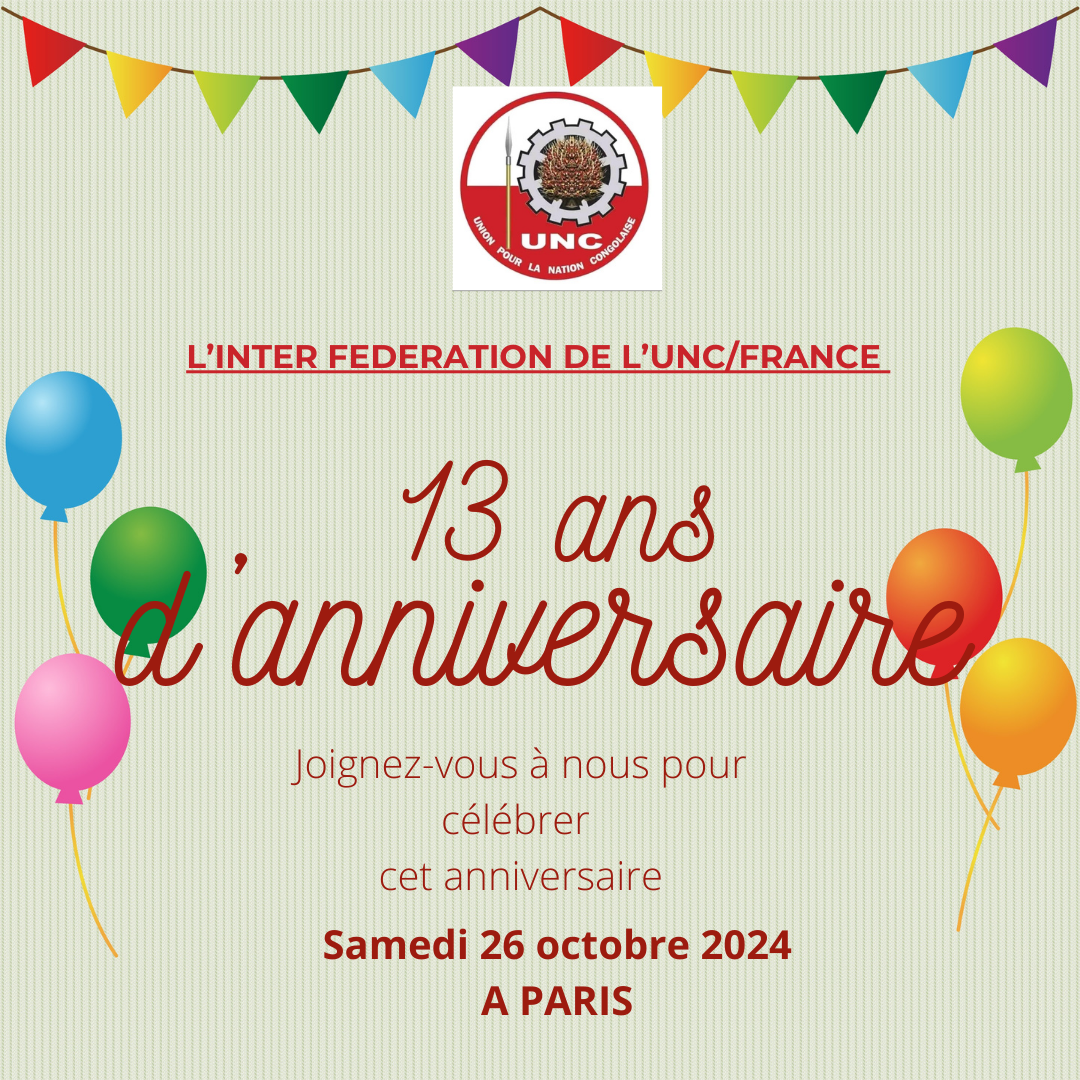 UNC
UNION POUR LA NATION CONGOLAISE
L’INTER FEDERATION DE L’UNC/FRANCE
13 ans
d’anniversaire
Joignez-vous à nous pour
célébrer
cet anniversaire
Samedi 26 octobre 2024
A PARIS